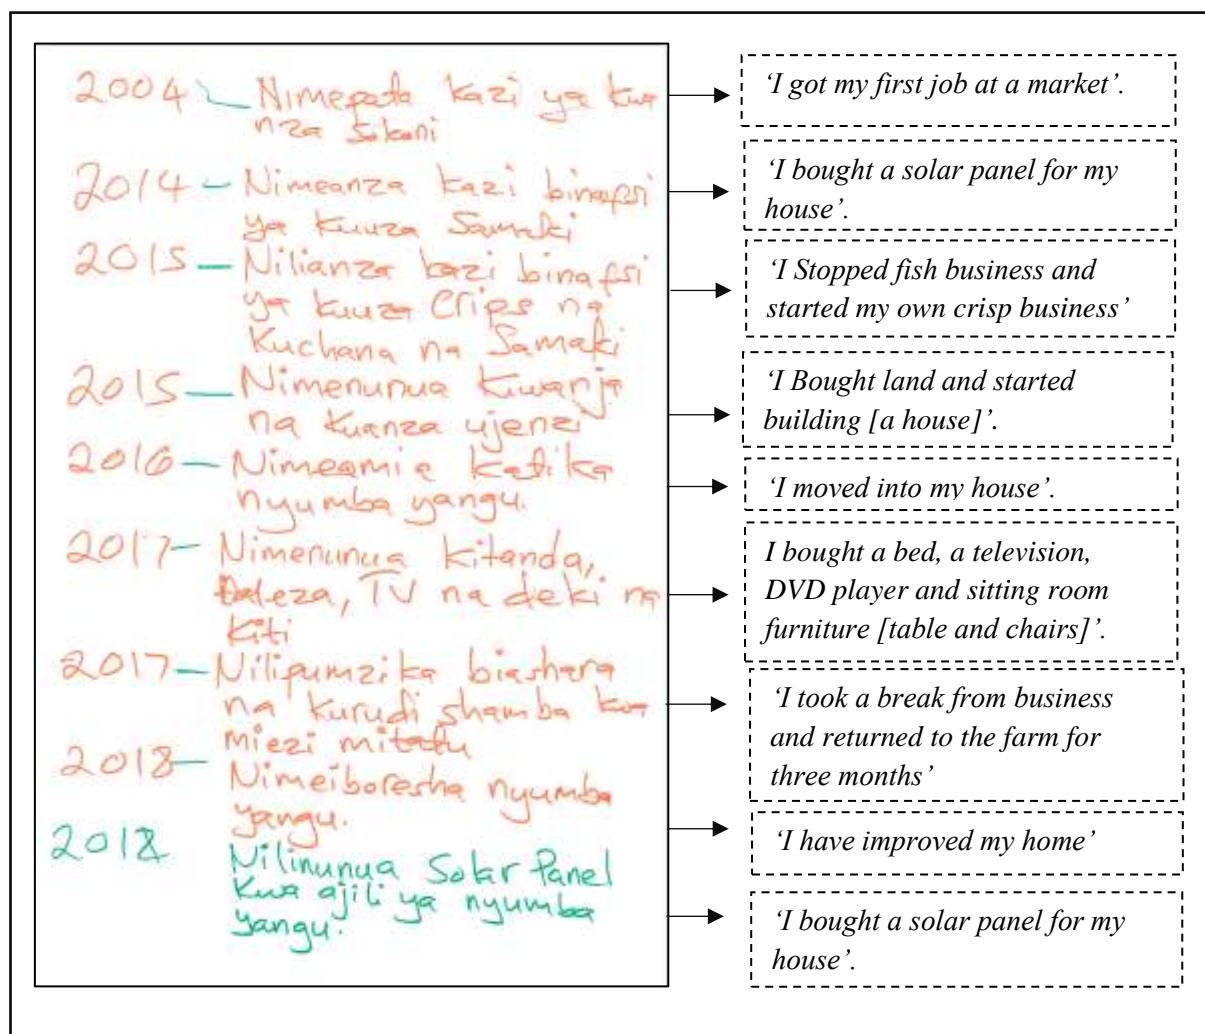 2004 - Nimepata kazi ya kwa
nza sokani
2014 - Nimeanza kazi binafsi
ya kuuza Samaki
2015 - Nilianza kazi binafsi
ya kuuza Crips na
Kuchana na Samaki
2015 - Nimenunua Kiwanja
na kuanza ujenzi
2016 - Nimeamia katika
nyumba yangu.
2017 - Nimenunua kitanda,
TV na deki na
Kiti
2017 - Nilipumzika biashara
na kurudi shamba kwa
miezi mitatu
2018 - Nimeiboresha nyumba
yangu.
2018 Nilinunua Solar Panel
kwa ajili ya nyumba
yangu.
‘I got my first job at a market’.
‘I bought a solar panel for my
house’.
‘I Stopped fish business and
started my own crisp business’
‘I Bought land and started
building [a house]’.
‘I moved into my house’.
I bought a bed, a television,
DVD player and sitting room
furniture [table and chairs]’.
‘I took a break from business
and returned to the farm for
three months’
‘I have improved my home’
‘I bought a solar panel for my
house’.